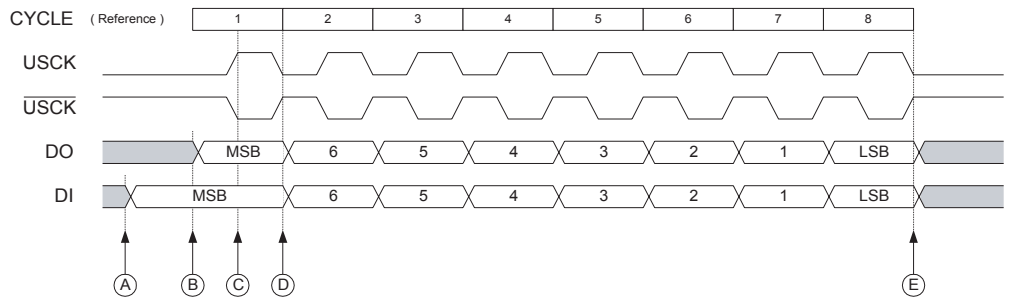 CYCLE ( Reference ) 1 2 3 4 5 6 7 8
USCK
USCK
DO MSB 6 5 4 3 2 1 LSB
DI MSB 6 5 4 3 2 1 LSB
A B C D E